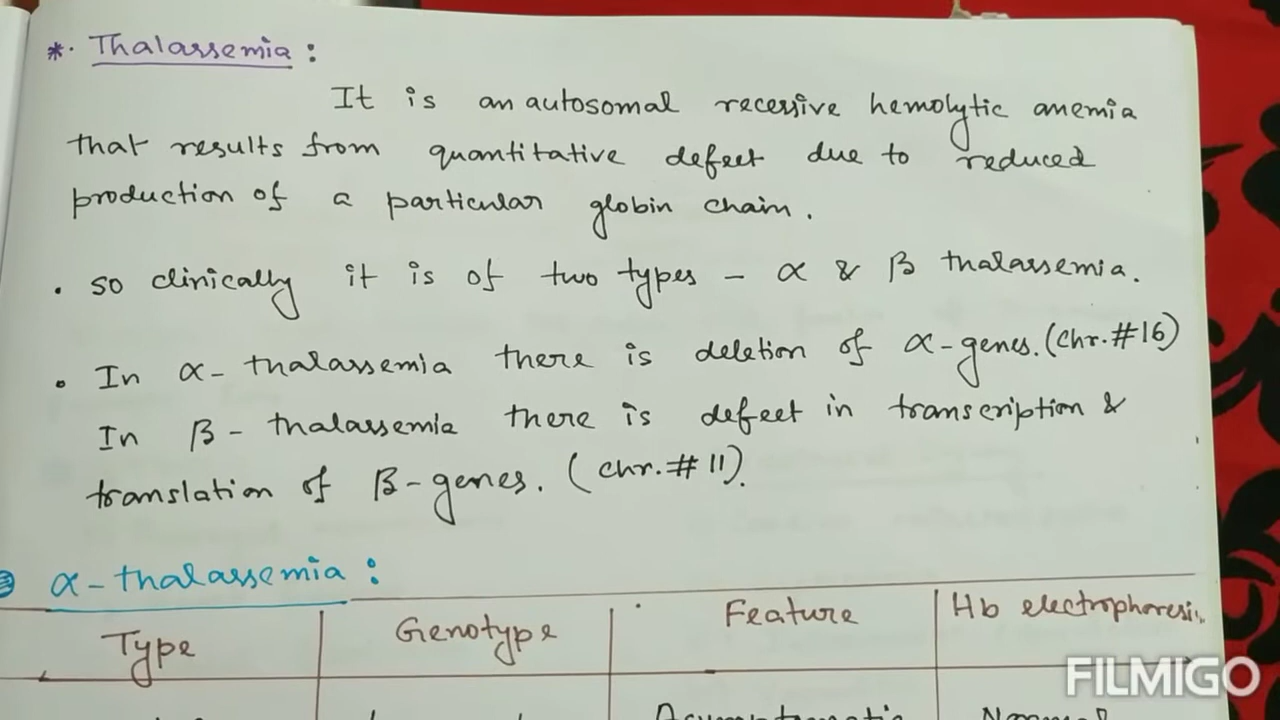 *. Thalassemia :
It is an autosomal recessive hemolytic anemia
that results from quantitative defect due to reduced
production of a particular globin chain.
. so clinically it is of two types - α & β thalassemia.
. In α - thalassemia there is deletion of α-genes. (chr.#16)
In β - thalassemia there is defect in transcription &
translation of β-genes. (chr.#11).
α-thalassemia :
Type Genotype Feature Hb electrophoresis
Asymptomatic Normal
FILMIGO